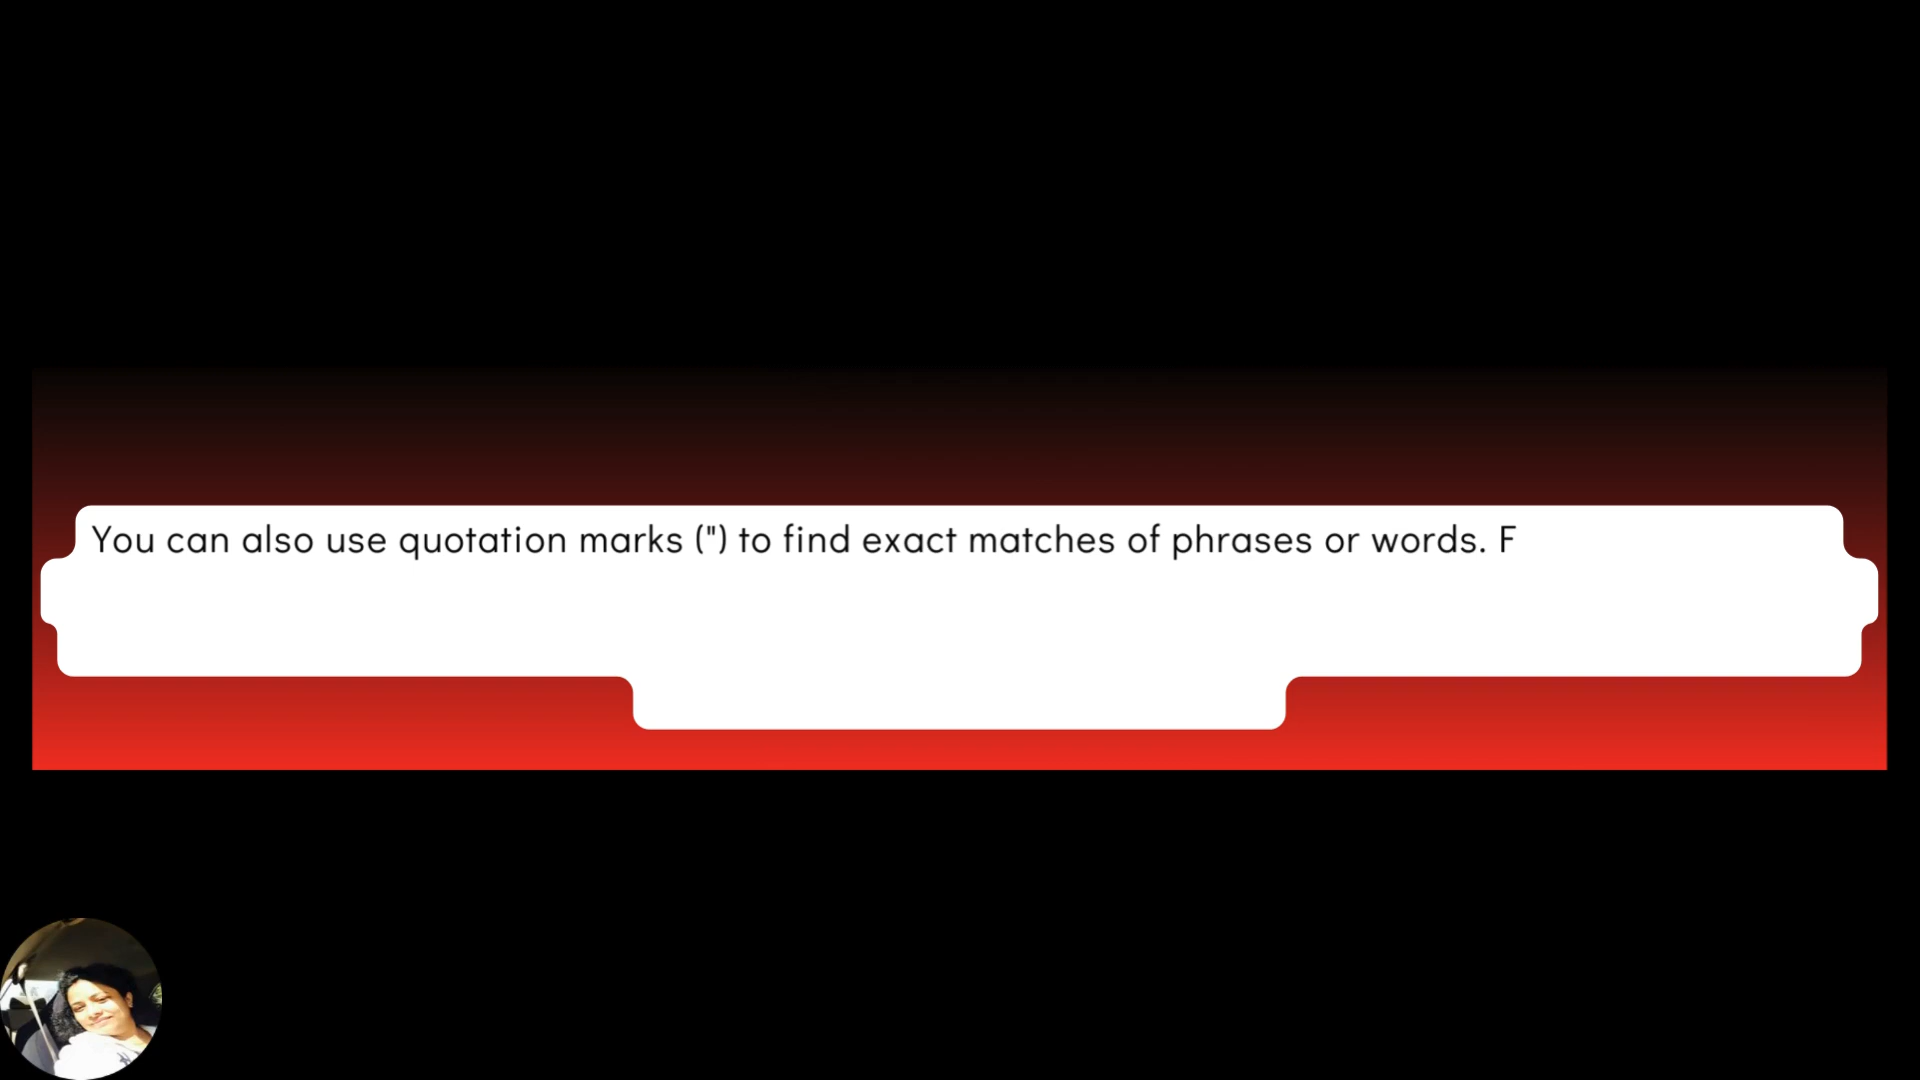 You can also use quotation marks (") to find exact matches of phrases or words. F